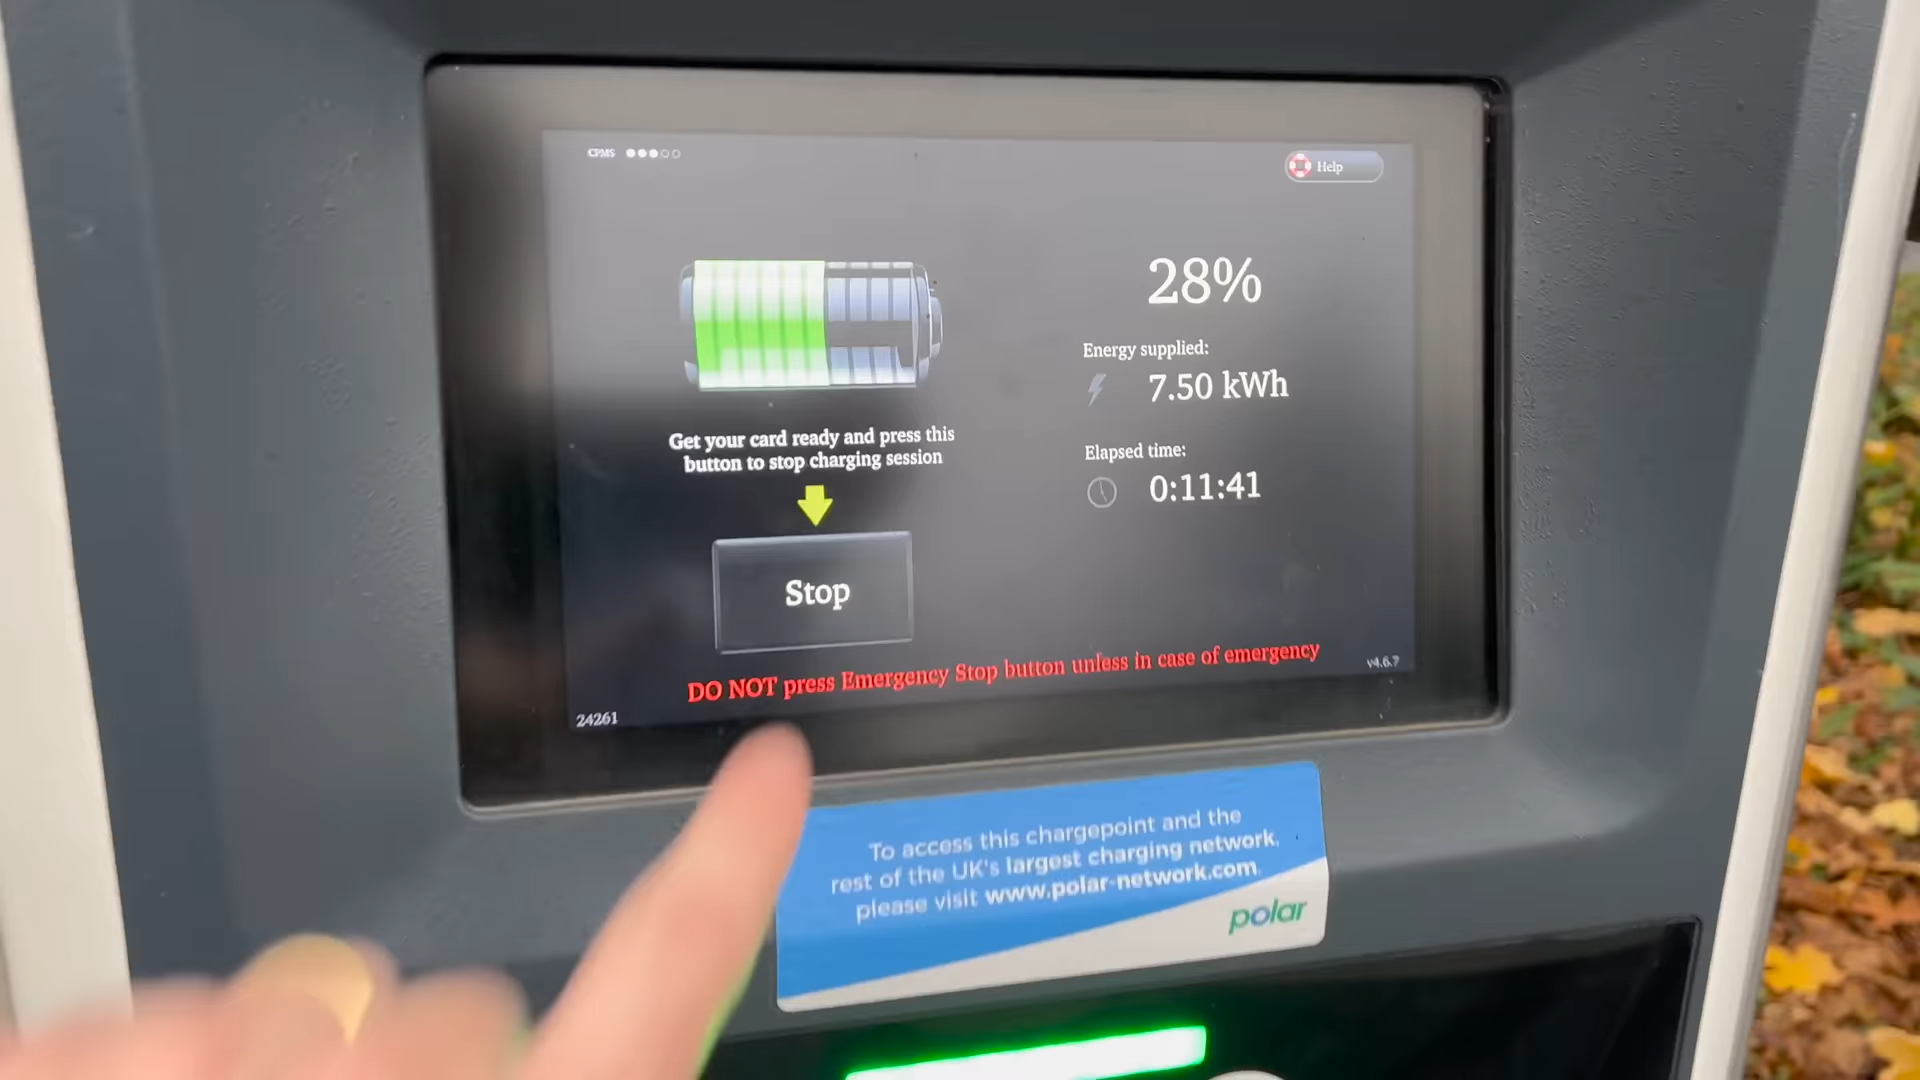 CPMS
Help
28%
Energy supplied:
7.50 kWh
Get your card ready and press this
button to stop charging session
Elapsed time:
0:11:41
Stop
DO NOT press Emergency Stop button unless in case of emergency
v4.6.7
24261
To access this chargepoint and the
rest of the UK's largest charging network,
please visit www.polar-network.com.
polar